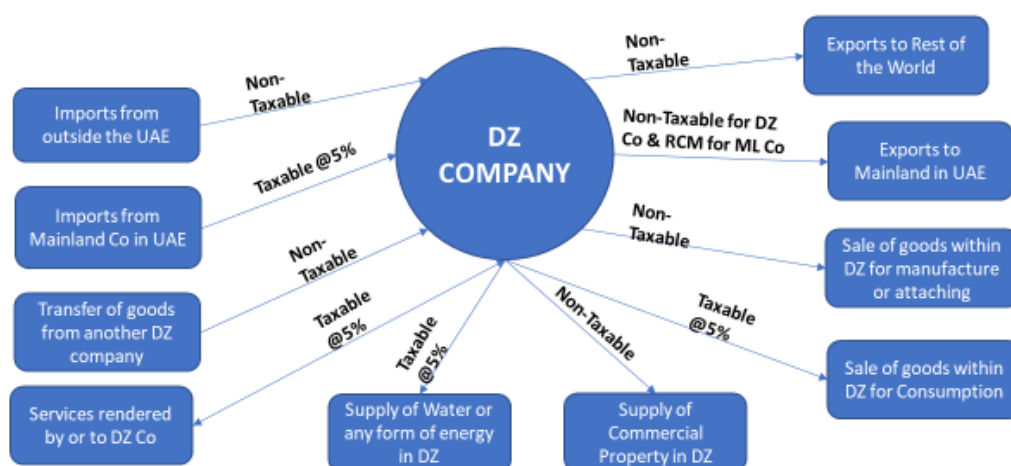 Non-
Taxable
Imports from
outside the UAE
Taxable @5%
Imports from
Mainland Co in UAE
Non-
Taxable
Transfer of goods
from another DZ
company
Taxable
@5%
Services rendered
by or to DZ Co
DZ
COMPANY
Taxable
@5%
Supply of Water or
any form of energy
in DZ
Non-Taxable
Supply of
Commercial
Property in DZ
Non-
Taxable
Exports to Rest of
the World
Non-Taxable for DZ
Co & RCM for ML Co
Exports to
Mainland in UAE
Non-
Taxable
Sale of goods within
DZ for manufacture
or attaching
Taxable
@5%
Sale of goods within
DZ for Consumption